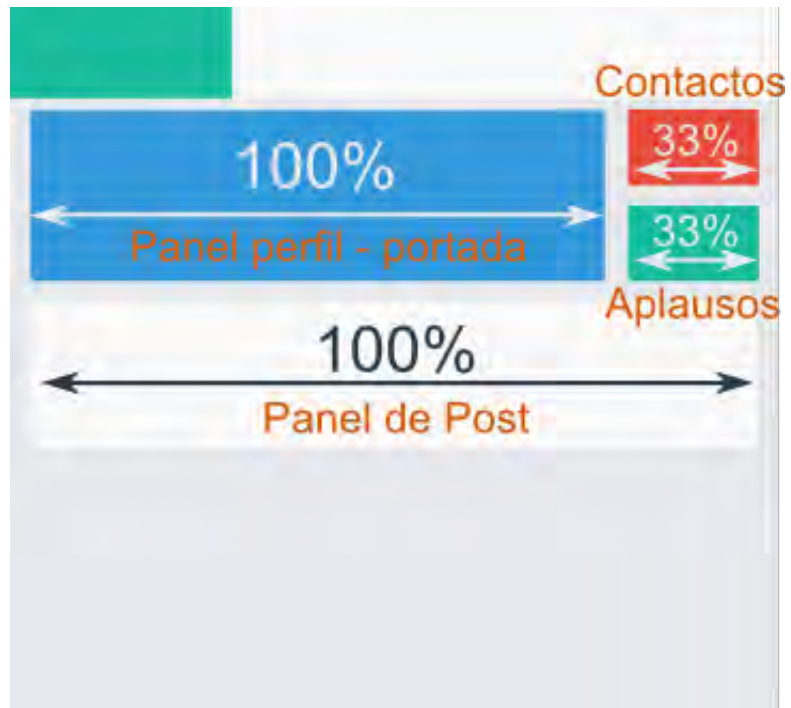 Contactos
100%
33%
Panel perfil - portada
33%
Aplausos
100%
Panel de Post